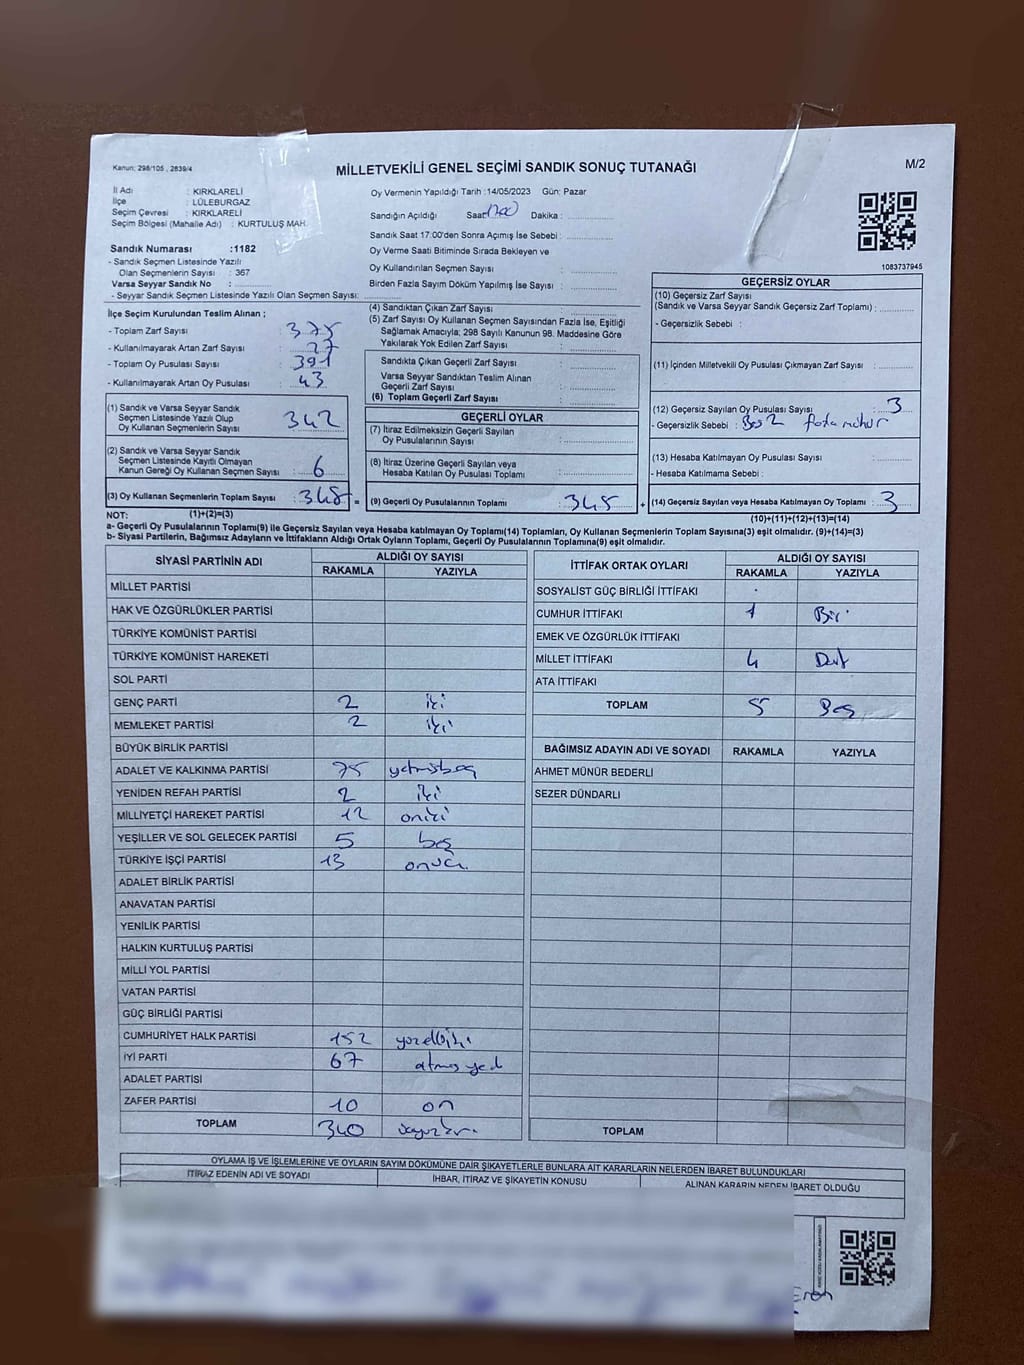 Kanun: 298/105 , 2839/4
MİLLETVEKİLİ GENEL SEÇİMİ SANDIK SONUÇ TUTANAĞI
M/2
İl Adı : KIRKLARELİ
İlçe : LÜLEBURGAZ
Seçim Çevresi : KIRKLARELİ
Seçim Bölgesi (Mahalle Adı) : KURTULUŞ MAH.
Sandık Numarası :1182
- Sandık Seçmen Listesinde Yazılı
Olan Seçmenlerin Sayısı : 367
Varsa Seyyar Sandık No :
- Seyyar Sandık Seçmen Listesinde Yazılı Olan Seçmen Sayısı:
Oy Vermenin Yapıldığı Tarih :14/05/2023 Gün: Pazar
Sandığın Açıldığı Saat: 1700 Dakika :
Sandık Saat 17:00'den Sonra Açımış İse Sebebi :
Oy Verme Saati Bitiminde Sırada Bekleyen ve
Oy Kullandırılan Seçmen Sayısı :
Birden Fazla Sayım Döküm Yapılmış İse Sayısı :
1083737945
İlçe Seçim Kurulundan Teslim Alınan ;
- Toplam Zarf Sayısı : 375
- Kullanılmayarak Artan Zarf Sayısı : 27
- Toplam Oy Pusulası Sayısı : 391
- Kullanılmayarak Artan Oy Pusulası : 43
(1) Sandık ve Varsa Seyyar Sandık
Seçmen Listesinde Yazılı Olup
Oy Kullanan Seçmenlerin Sayısı : 342
(2) Sandık ve Varsa Seyyar Sandık
Seçmen Listesinde Kayıtlı Olmayan
Kanun Gereği Oy Kullanan Seçmen Sayısı : 6
(3) Oy Kullanan Seçmenlerin Toplam Sayısı : 348 =
(4) Sandıktan Çıkan Zarf Sayısı :
(5) Zarf Sayısı Oy Kullanan Seçmen Sayısından Fazla İse, Eşitliği
Sağlamak Amacıyla; 298 Sayılı Kanunun 98. Maddesine Göre
Yakılarak Yok Edilen Zarf Sayısı :
Sandıkta Çıkan Geçerli Zarf Sayısı :
Varsa Seyyar Sandıktan Teslim Alınan
Geçerli Zarf Sayısı :
(6) Toplam Geçerli Zarf Sayısı :
GEÇERLİ OYLAR
(7) İtiraz Edilmeksizin Geçerli Sayılan
Oy Pusulalarının Sayısı :
(8) İtiraz Üzerine Geçerli Sayılan veya
Hesaba Katılan Oy Pusulası Toplamı :
(9) Geçerli Oy Pusulalarının Toplamı : 345 +
GEÇERSİZ OYLAR
(10) Geçersiz Zarf Sayısı
(Sandık ve Varsa Seyyar Sandık Geçersiz Zarf Toplamı) :
- Geçersizlik Sebebi :
(11) İçinden Milletvekili Oy Pusulası Çıkmayan Zarf Sayısı:
(12) Geçersiz Sayılan Oy Pusulası Sayısı : 3
- Geçersizlik Sebebi :
(13) Hesaba Katılmayan Oy Pusulası Sayısı :
- Hesaba Katılmama Sebebi :
(14) Geçersiz Sayılan veya Hesaba Katılmayan Oy Toplamı : 3
NOT: (1)+(2)=(3) (10)+(11)+(12)+(13)=(14)
a- Geçerli Oy Pusulalarının Toplamı(9) ile Geçersiz Sayılan veya Hesaba katılmayan Oy Toplamı(14) Toplamları, Oy Kullanan Seçmenlerin Toplam Sayısına(3) eşit olmalıdır. (9)+(14)=(3)
b- Siyasi Partilerin, Bağımsız Adayların ve İttifakların Aldığı Ortak Oyların Toplamı, Geçerli Oy Pusulalarının Toplamına(9) eşit olmalıdır.
SİYASİ PARTİNİN ADI ALDIĞI OY SAYISI
RAKAMLA YAZIYLA
MİLLET PARTİSİ
HAK VE ÖZGÜRLÜKLER PARTİSİ
TÜRKİYE KOMÜNİST PARTİSİ
TÜRKİYE KOMÜNİST HAREKETİ
SOL PARTİ
GENÇ PARTİ 2 iki
MEMLEKET PARTİSİ 2 iki
BÜYÜK BİRLİK PARTİSİ
ADALET VE KALKINMA PARTİSİ 75 yetmişbeş
YENİDEN REFAH PARTİSİ 2 iki
MİLLİYETÇİ HAREKET PARTİSİ 12 oniki
YEŞİLLER VE SOL GELECEK PARTİSİ 5 beş
TÜRKİYE İŞÇİ PARTİSİ 13 onüç
ADALET BİRLİK PARTİSİ
ANAVATAN PARTİSİ
YENİLİK PARTİSİ
HALKIN KURTULUŞ PARTİSİ
MİLLİ YOL PARTİSİ
VATAN PARTİSİ
GÜÇ BİRLİĞİ PARTİSİ
CUMHURİYET HALK PARTİSİ 152 yüzelliiki
İYİ PARTİ 67 atmış yedi
ADALET PARTİSİ
ZAFER PARTİSİ 10 on
TOPLAM 340
İTTİFAK ORTAK OYLARI ALDIĞI OY SAYISI
RAKAMLA YAZIYLA
SOSYALİST GÜÇ BİRLİĞİ İTTİFAKI
CUMHUR İTTİFAKI 1 Bir
EMEK VE ÖZGÜRLÜK İTTİFAKI
MİLLET İTTİFAKI 4 Dört
ATA İTTİFAKI
TOPLAM 5 Beş
BAĞIMSIZ ADAYIN ADI VE SOYADI RAKAMLA YAZIYLA
AHMET MÜNÜR BEDERLİ
SEZER DÜNDARLI
TOPLAM
OYLAMA İŞ VE İŞLEMLERİNE VE OYLARIN SAYIM DÖKÜMÜNE DAİR ŞİKAYETLERLE BUNLARA AİT KARARLARIN NELERDEN İBARET BULUNDUKLARI
İTİRAZ EDENİN ADI VE SOYADI İHBAR, İTİRAZ VE ŞİKAYETİN KONUSU ALINAN KARARIN NEDEN İBARET OLDUĞU